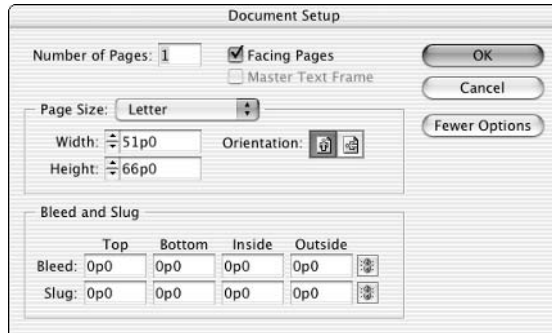 Document Setup
Number of Pages: 1
Facing Pages
Master Text Frame
OK
Cancel
Fewer Options
Page Size: Letter
Width: 51p0
Orientation:
Height: 66p0
Bleed and Slug
Top Bottom Inside Outside
Bleed: 0p0 0p0 0p0 0p0
Slug: 0p0 0p0 0p0 0p0